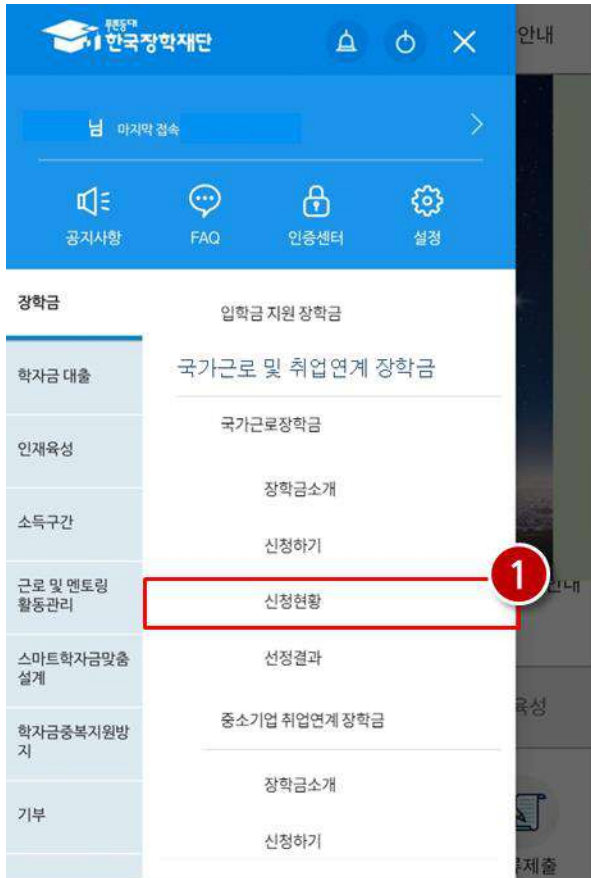 푸른등대
한국장학재단
안내
님 마지막 접속
공지사항 FAQ 인증센터 설정
장학금
학자금 대출
인재육성
소득구간
근로 및 멘토링
활동관리
스마트학자금맞춤
설계
학자금중복지원방
지
기부
입학금 지원 장학금
국가근로 및 취업연계 장학금
국가근로장학금
장학금소개
신청하기
1
신청현황
선정결과
중소기업 취업연계 장학금
장학금소개
신청하기
안내
육성
제출